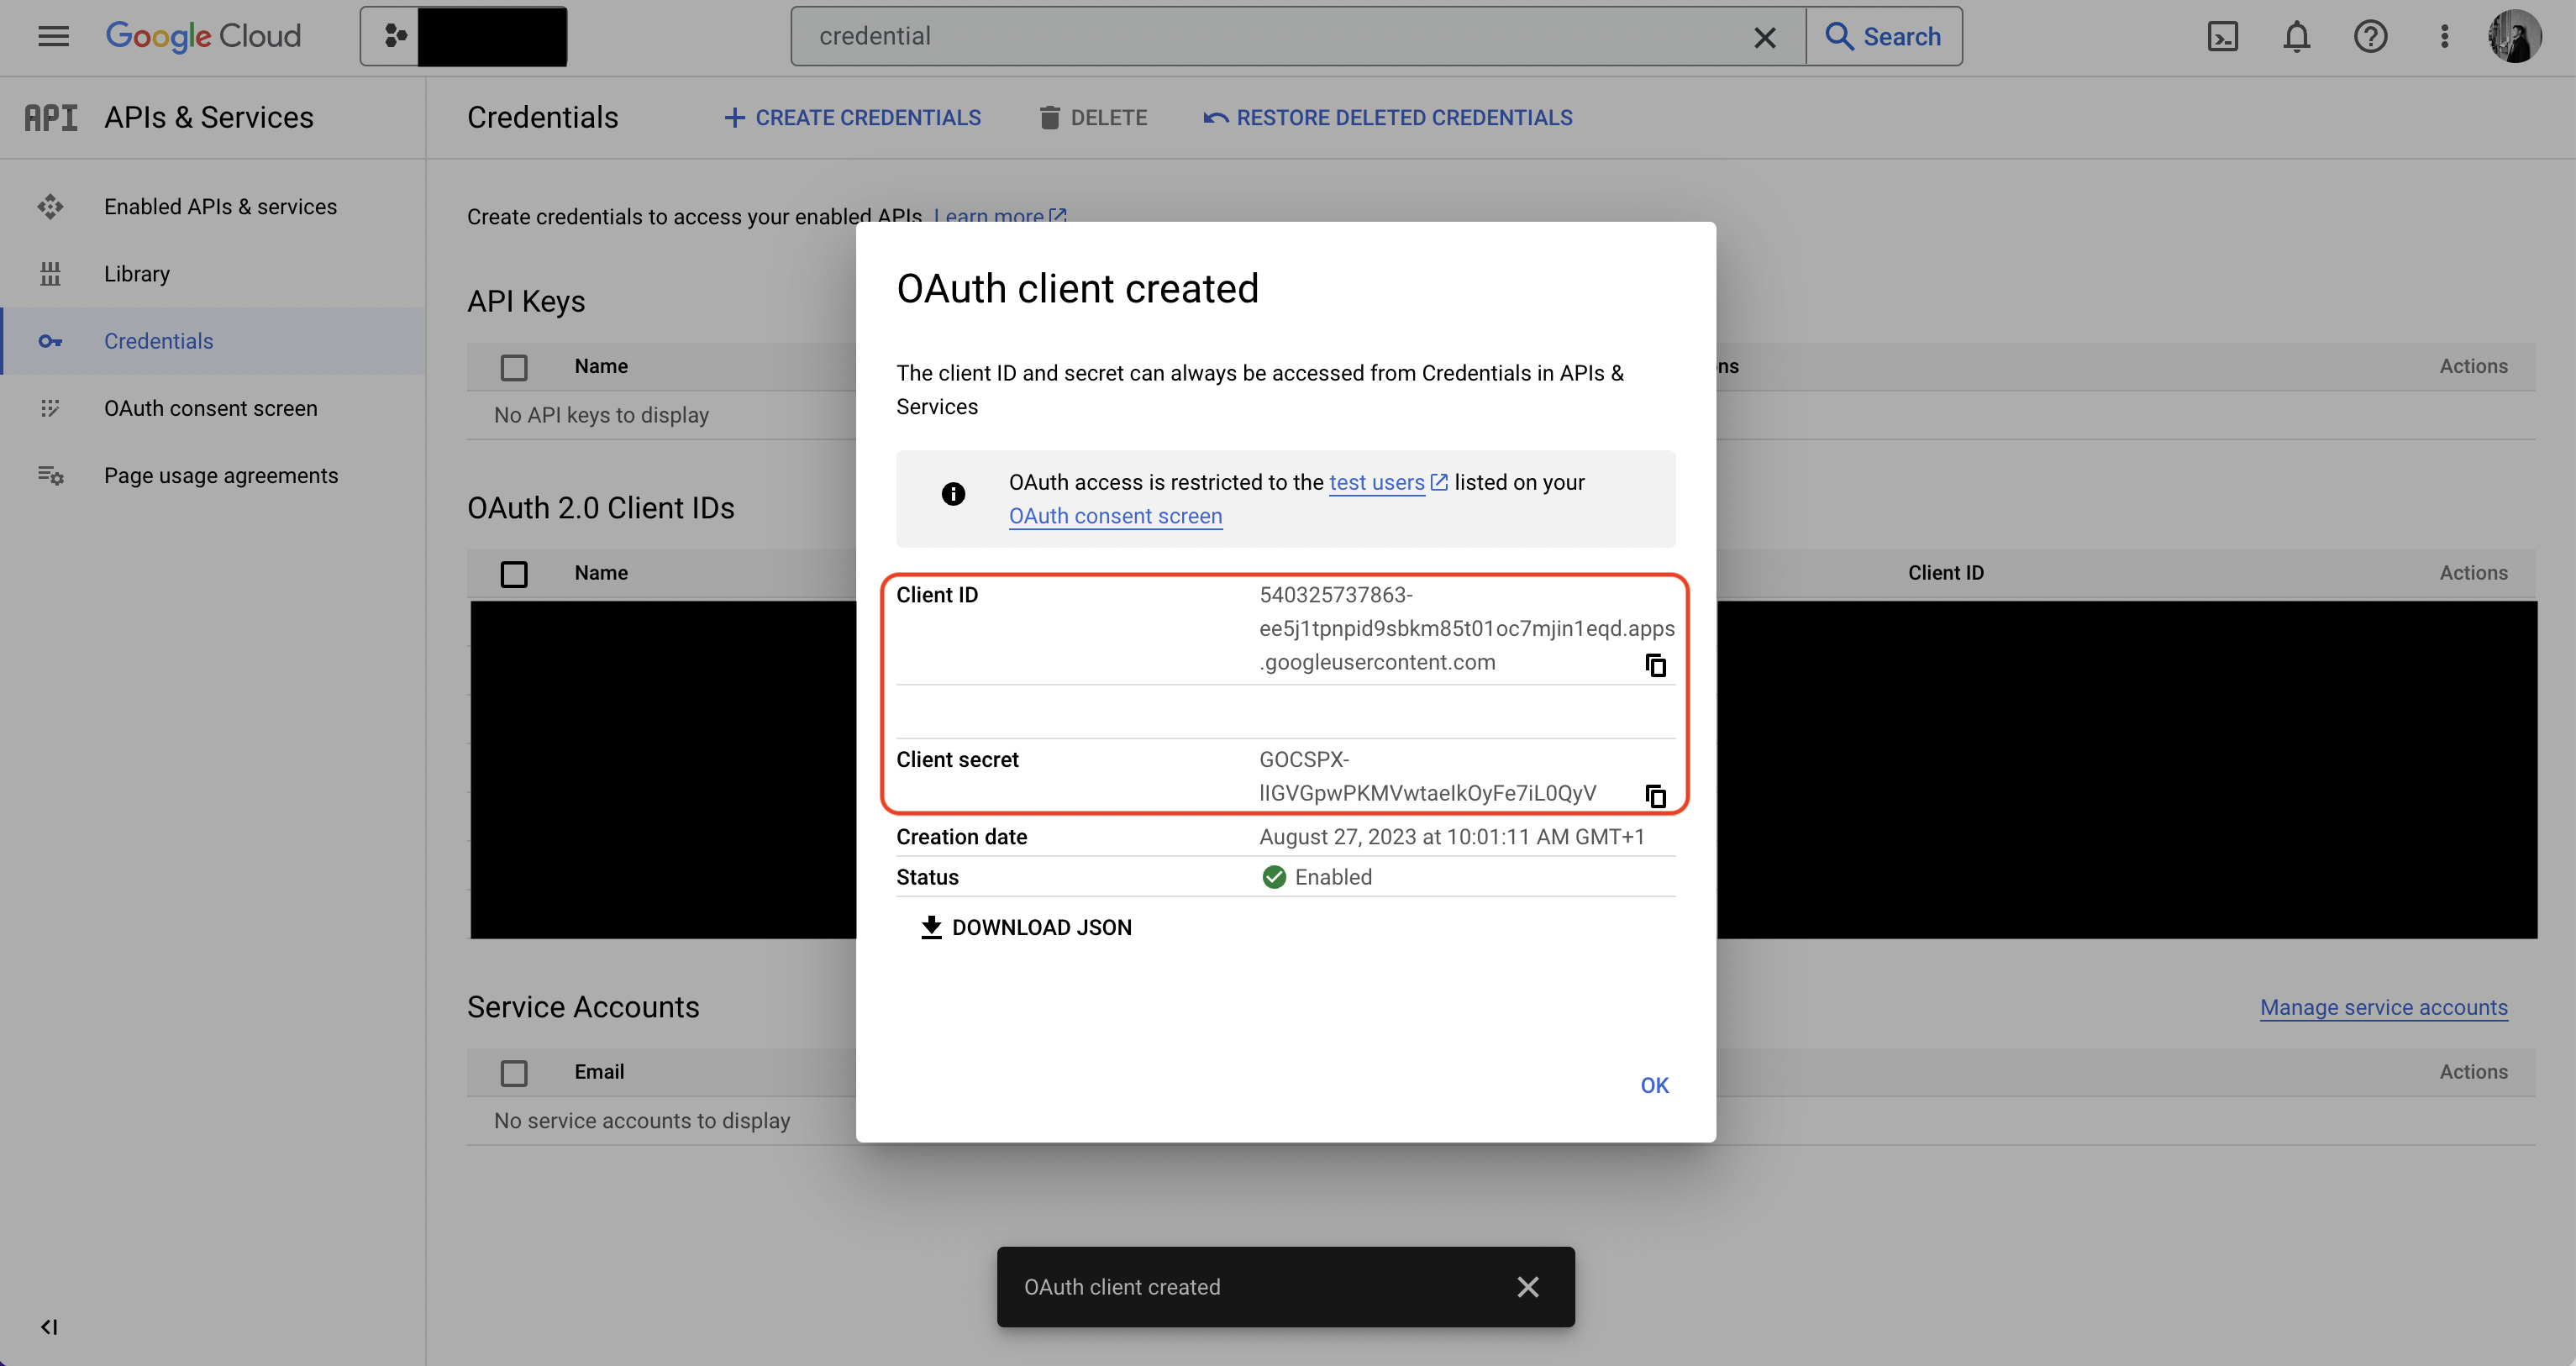 Google Cloud
credential
Search
API
APIs & Services
Credentials
CREATE CREDENTIALS
DELETE
RESTORE DELETED CREDENTIALS
Enabled APIs & services
Library
Credentials
OAuth consent screen
Page usage agreements
Create credentials to access your enabled APIs. Learn more
API Keys
Name
Actions
No API keys to display
OAuth 2.0 Client IDs
Name
Client ID
Actions
OAuth client created
The client ID and secret can always be accessed from Credentials in APIs &
Services
OAuth access is restricted to the test users listed on your
OAuth consent screen
Client ID
540325737863-
ee5j1tpnpid9sbkm85t01oc7mjin1eqd.apps
.googleusercontent.com
Client secret
GOCSPX-
Creation date
August 27, 2023 at 10:01:11 AM GMT+1
Status
Enabled
DOWNLOAD JSON
OK
Service Accounts
Manage service accounts
Email
Actions
No service accounts to display
OAuth client created